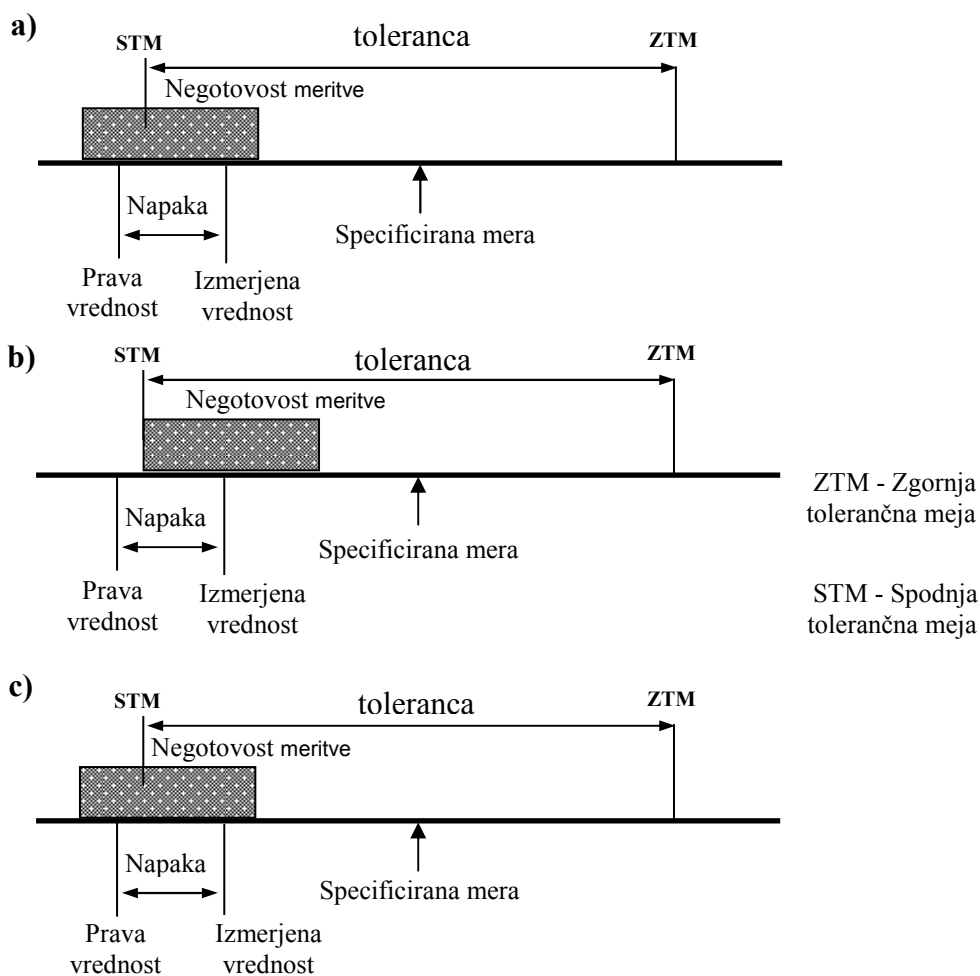 a)
STM
toleranca
ZTM
Negotovost meritve
Napaka
Specificirana mera
Prava
vrednost
Izmerjena
vrednost
b)
STM
toleranca
ZTM
Negotovost meritve
Napaka
Specificirana mera
Prava
vrednost
Izmerjena
vrednost
ZTM - Zgornja
tolerančna meja
STM - Spodnja
tolerančna meja
c)
STM
toleranca
ZTM
Negotovost meritve
Napaka
Specificirana mera
Prava
vrednost
Izmerjena
vrednost